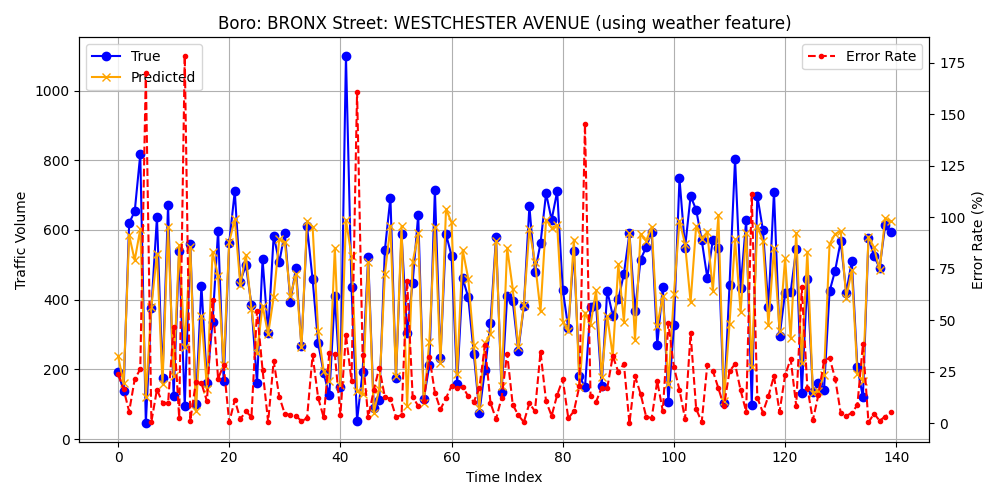 Boro: BRONX Street: WESTCHESTER AVENUE (using weather feature)
True
Predicted
Error Rate
Traffic Volume
1000
800
600
400
200
0
175
150
125
100
75
50
25
0
Error Rate (%)
0 20 40 60 80 100 120 140
Time Index